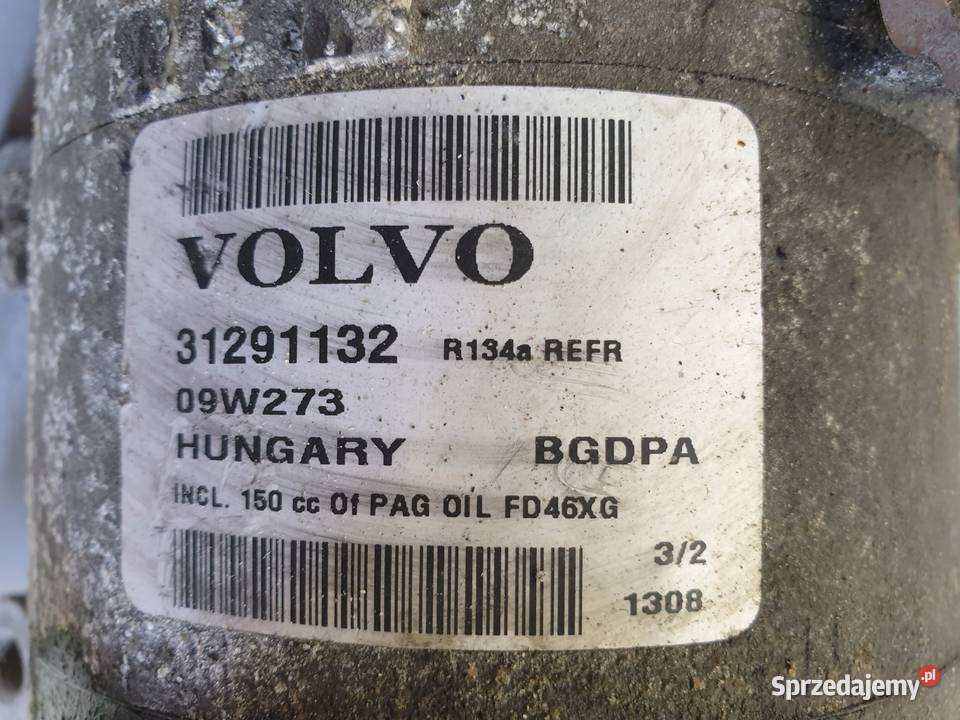 VOLVO
31291132 R134a REFR
09W273
HUNGARY BGDPA
INCL. 150 cc Of PAG OIL FD46XG
3/2
1308
Sprzedajemy.pl